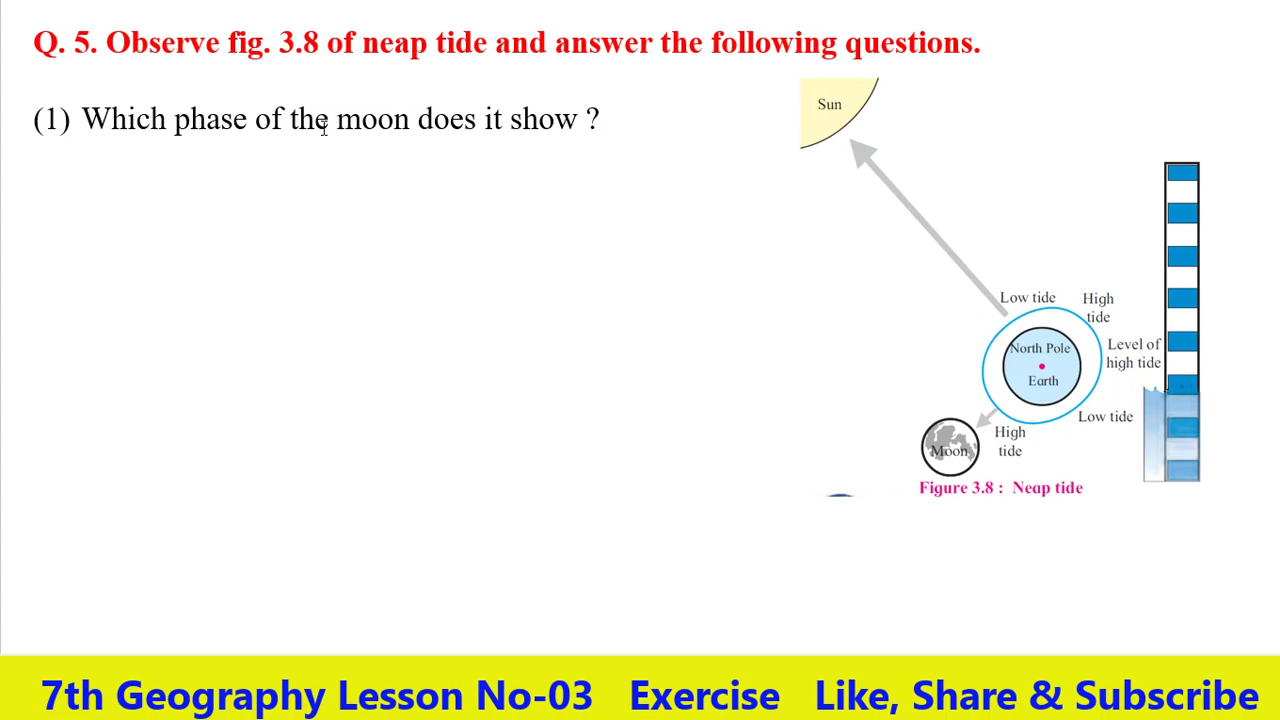 Q. 5. Observe fig. 3.8 of neap tide and answer the following questions.
(1) Which phase of the moon does it show ?
Sun
Low tide
High
tide
North Pole
Earth
Level of
high tide
Low tide
High
tide
Moon
Figure 3.8 : Neap tide
7th Geography Lesson No-03 Exercise Like, Share & Subscribe